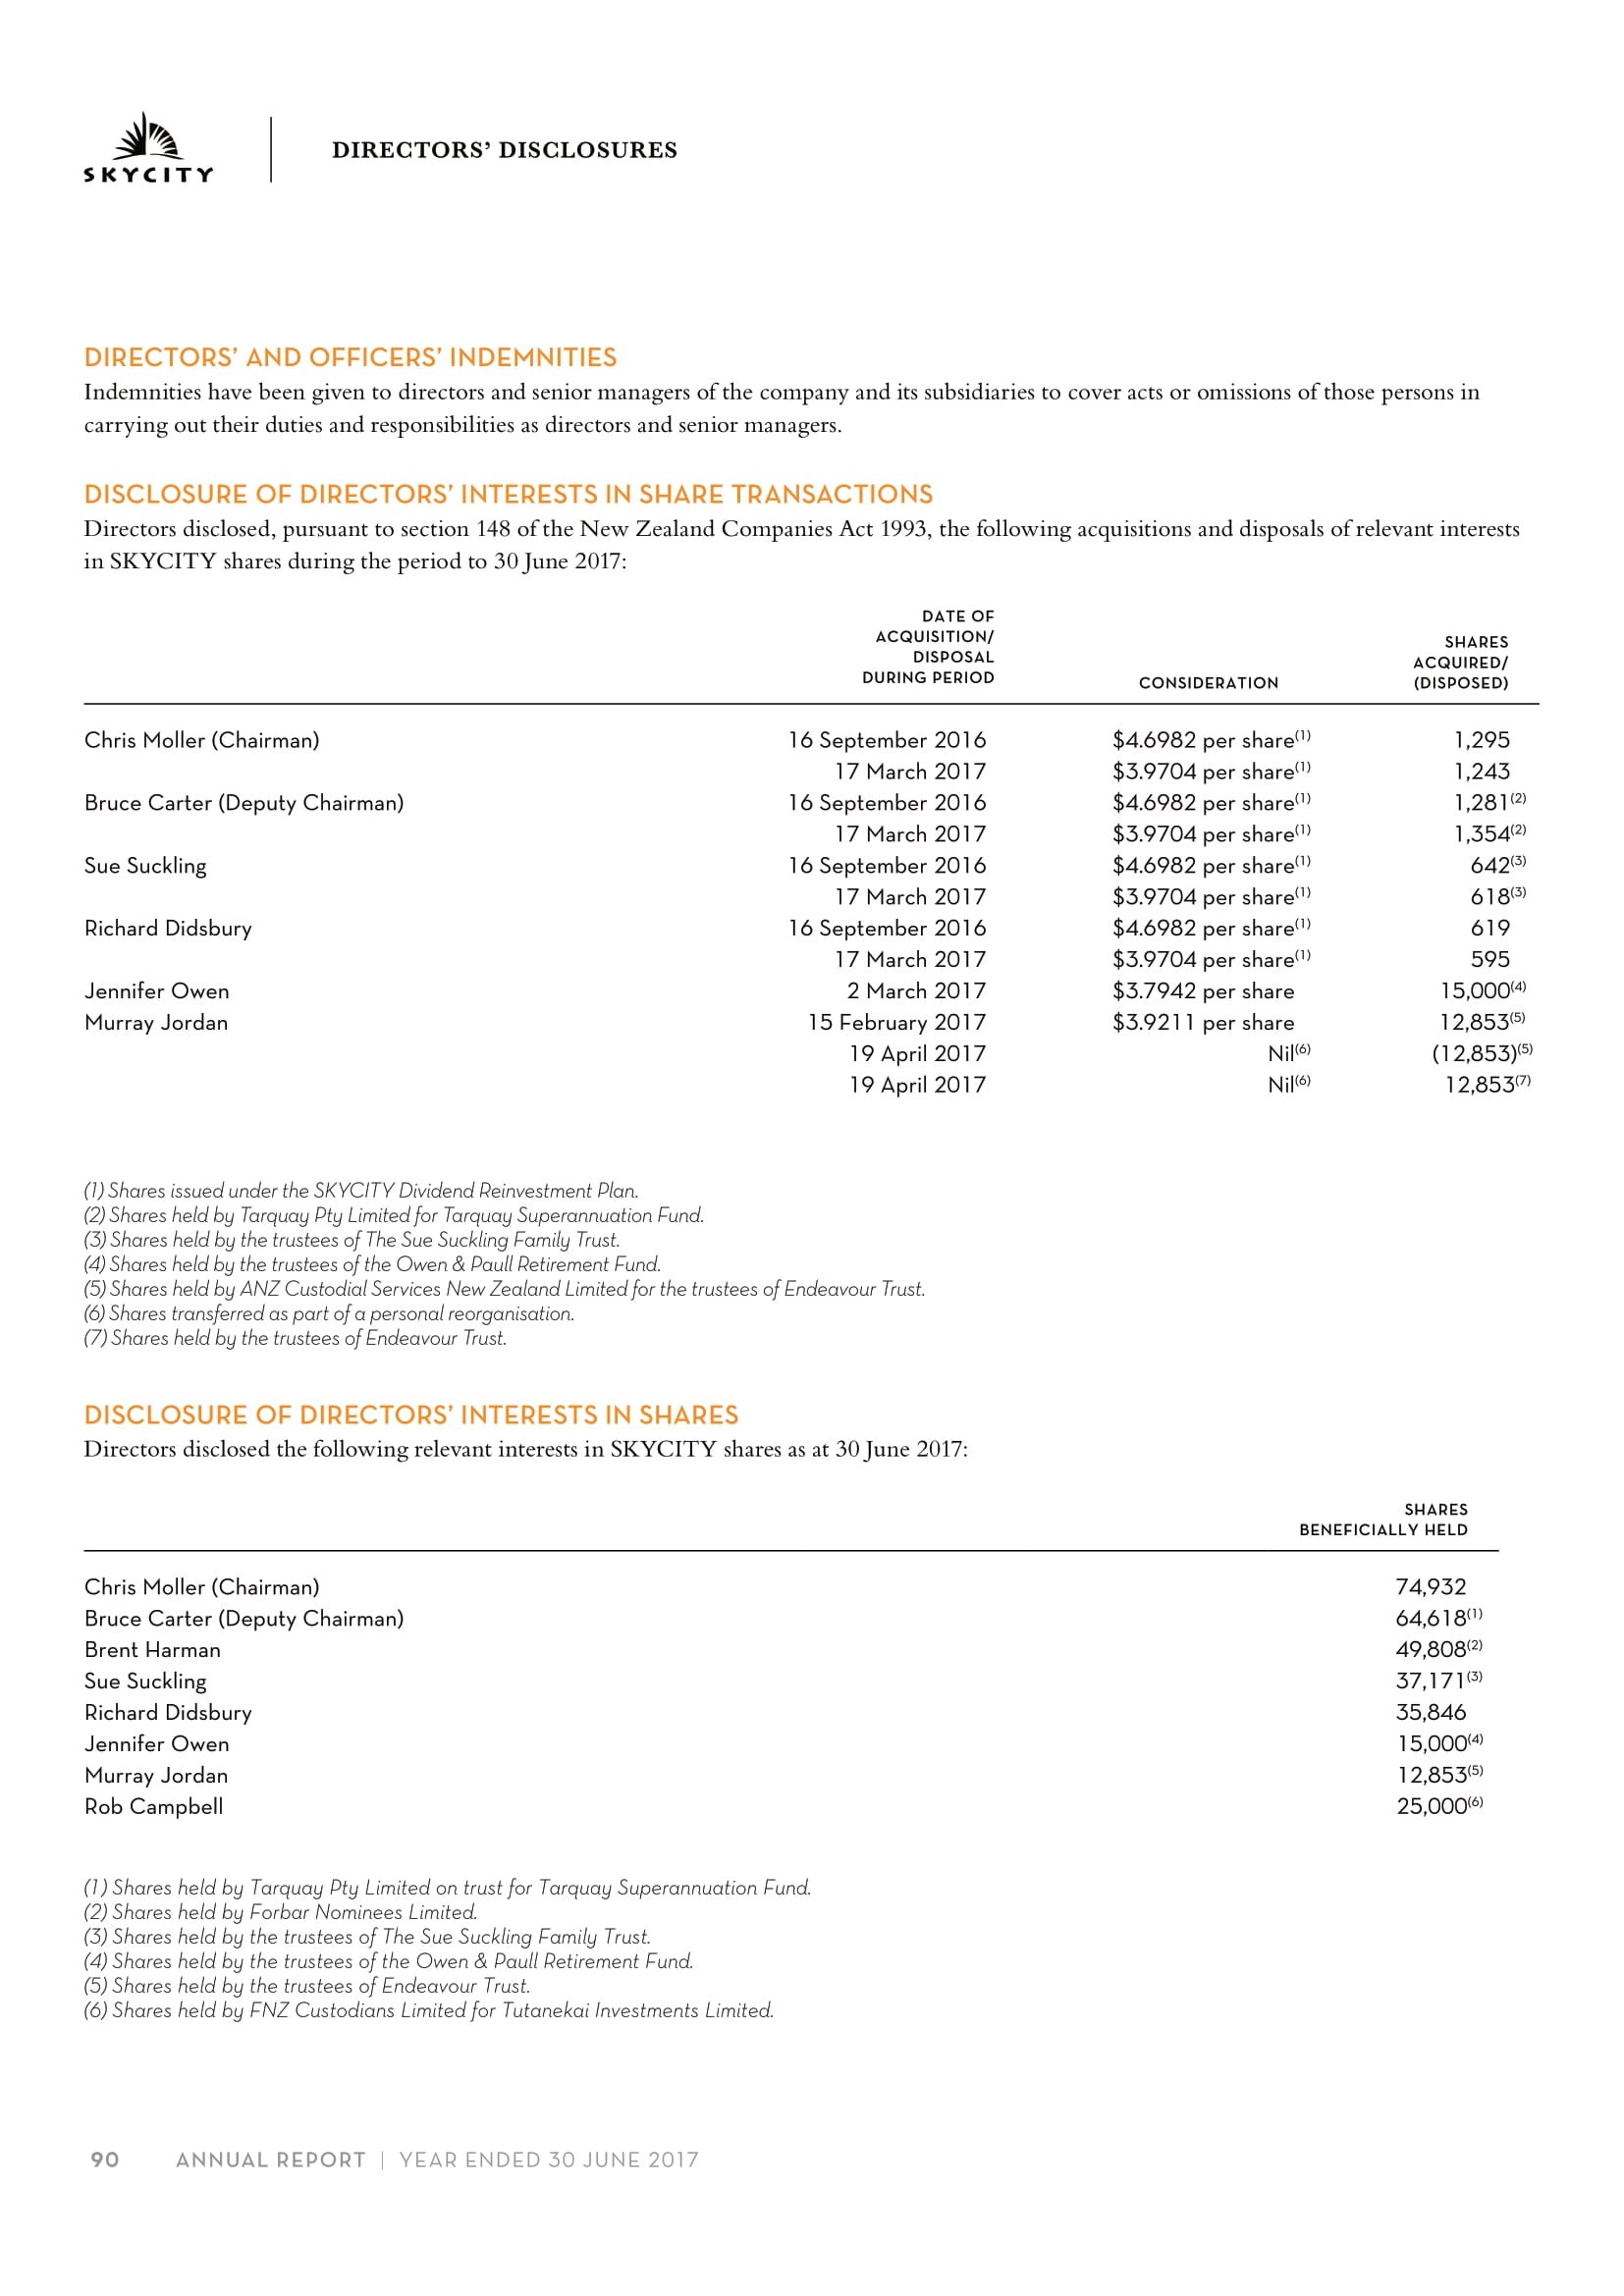 SKYCITY
DIRECTORS’ DISCLOSURES
DIRECTORS’ AND OFFICERS’ INDEMNITIES
Indemnities have been given to directors and senior managers of the company and its subsidiaries to cover acts or omissions of those persons in
carrying out their duties and responsibilities as directors and senior managers.
DISCLOSURE OF DIRECTORS’ INTERESTS IN SHARE TRANSACTIONS
Directors disclosed, pursuant to section 148 of the New Zealand Companies Act 1993, the following acquisitions and disposals of relevant interests
in SKYCITY shares during the period to 30 June 2017:
DATE OF
ACQUISITION/
DISPOSAL
DURING PERIOD
CONSIDERATION
SHARES
ACQUIRED/
(DISPOSED)
Chris Moller (Chairman) 16 September 2016 $4.6982 per share(1) 1,295
17 March 2017 $3.9704 per share(1) 1,243
Bruce Carter (Deputy Chairman) 16 September 2016 $4.6982 per share(1) 1,281(2)
17 March 2017 $3.9704 per share(1) 1,354(2)
Sue Suckling 16 September 2016 $4.6982 per share(1) 642(3)
17 March 2017 $3.9704 per share(1) 618(3)
Richard Didsbury 16 September 2016 $4.6982 per share(1) 619
17 March 2017 $3.9704 per share(1) 595
Jennifer Owen 2 March 2017 $3.7942 per share 15,000(4)
Murray Jordan 15 February 2017 $3.9211 per share 12,853(5)
19 April 2017 Nil(6) (12,853)(5)
19 April 2017 Nil(6) 12,853(7)
(1) Shares issued under the SKYCITY Dividend Reinvestment Plan.
(2) Shares held by Tarquay Pty Limited for Tarquay Superannuation Fund.
(3) Shares held by the trustees of The Sue Suckling Family Trust.
(4) Shares held by the trustees of the Owen & Paull Retirement Fund.
(5) Shares held by ANZ Custodial Services New Zealand Limited for the trustees of Endeavour Trust.
(6) Shares transferred as part of a personal reorganisation.
(7) Shares held by the trustees of Endeavour Trust.
DISCLOSURE OF DIRECTORS’ INTERESTS IN SHARES
Directors disclosed the following relevant interests in SKYCITY shares as at 30 June 2017:
SHARES
BENEFICIALLY HELD
Chris Moller (Chairman) 74,932
Bruce Carter (Deputy Chairman) 64,618(1)
Brent Harman 49,808(2)
Sue Suckling 37,171(3)
Richard Didsbury 35,846
Jennifer Owen 15,000(4)
Murray Jordan 12,853(5)
Rob Campbell 25,000(6)
(1) Shares held by Tarquay Pty Limited on trust for Tarquay Superannuation Fund.
(2) Shares held by Forbar Nominees Limited.
(3) Shares held by the trustees of The Sue Suckling Family Trust.
(4) Shares held by the trustees of the Owen & Paull Retirement Fund.
(5) Shares held by the trustees of Endeavour Trust.
(6) Shares held by FNZ Custodians Limited for Tutanekai Investments Limited.
90 ANNUAL REPORT | YEAR ENDED 30 JUNE 2017